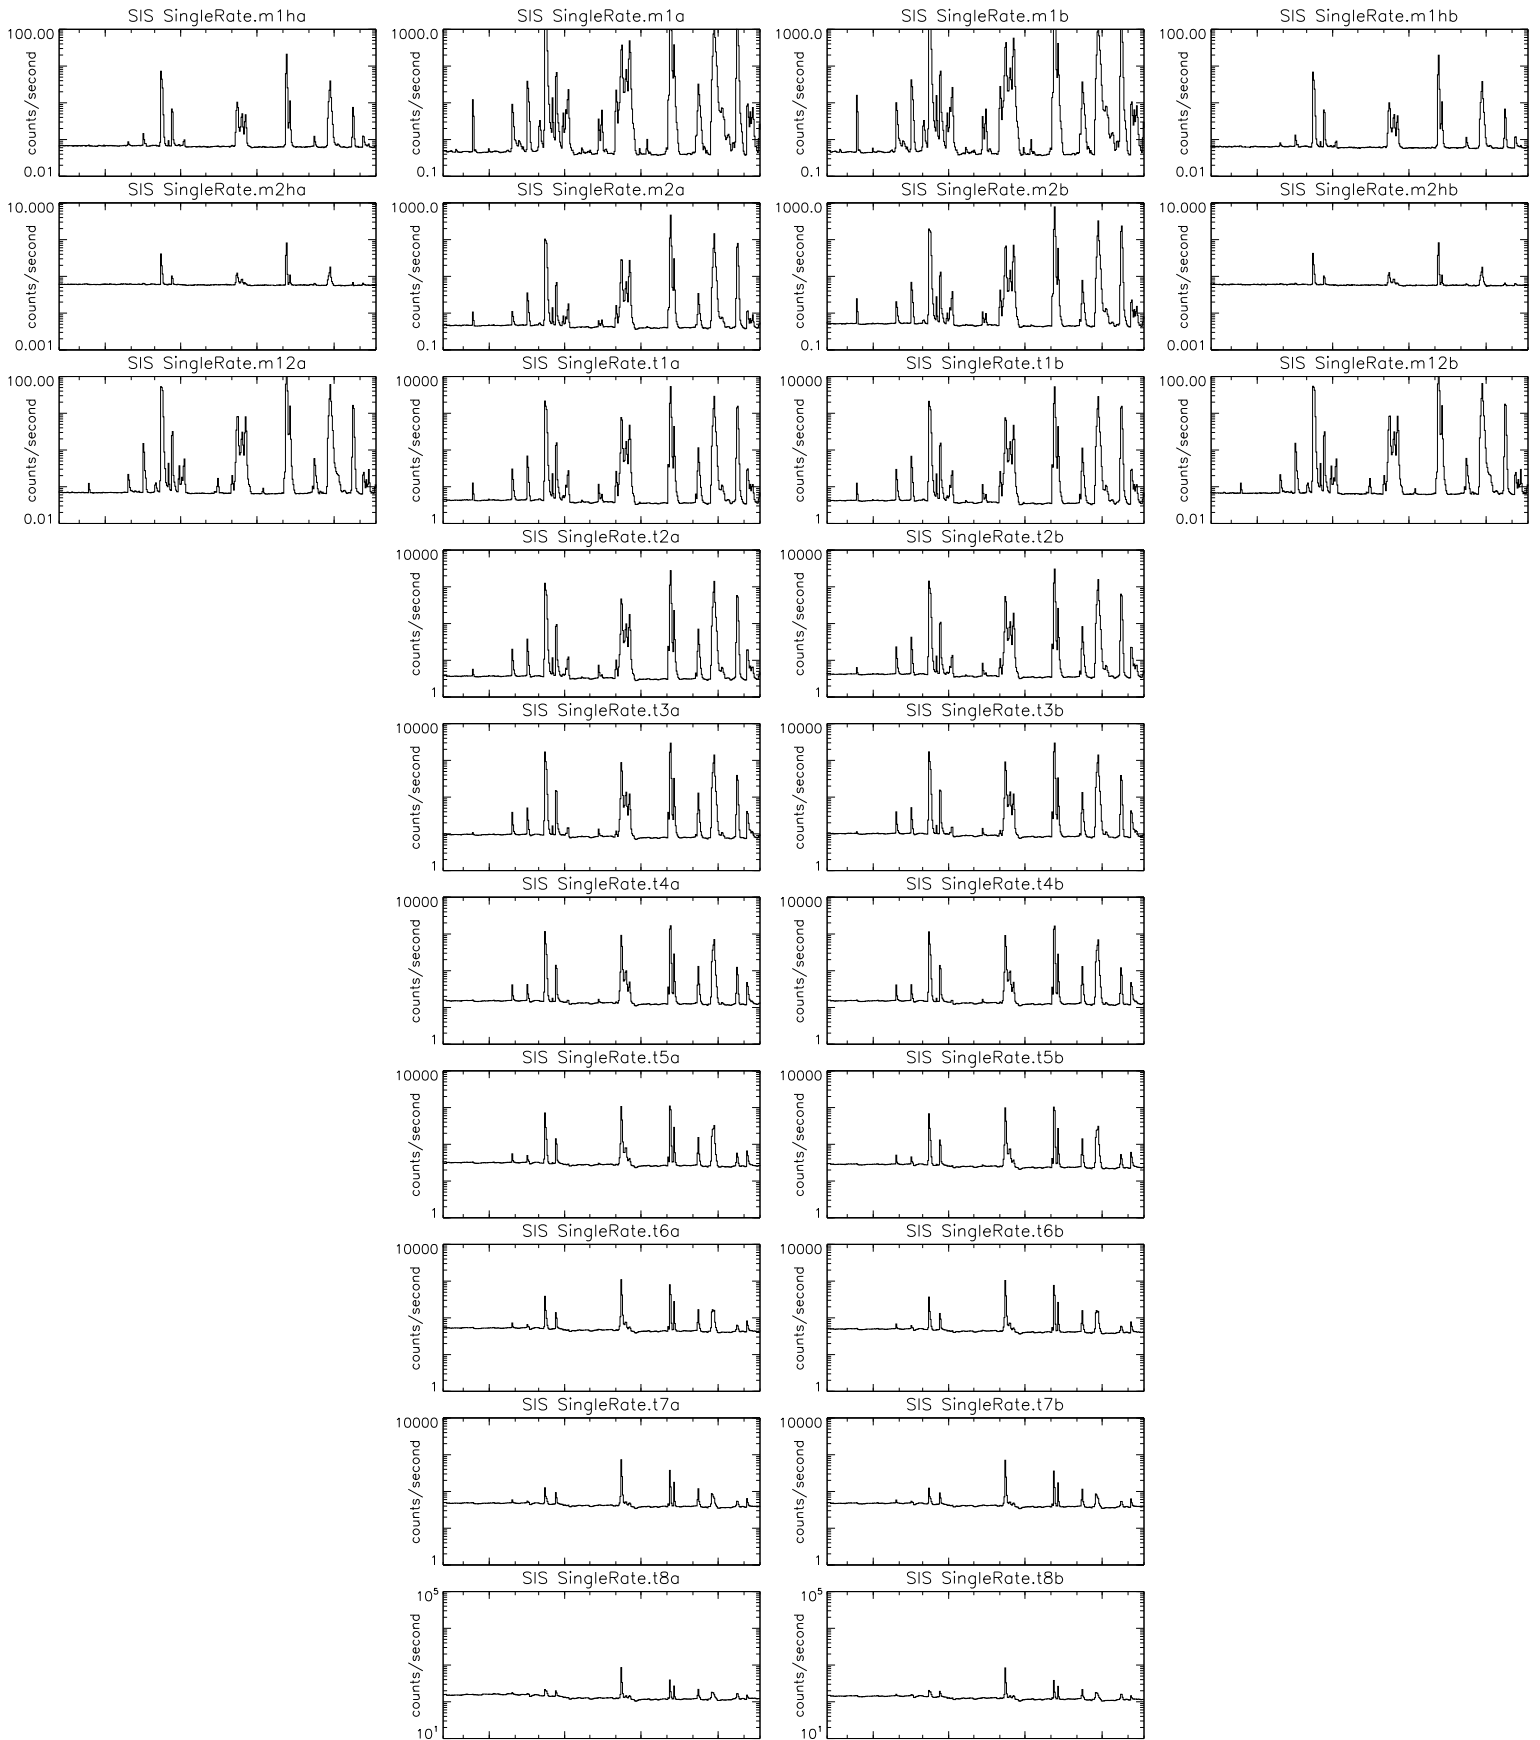 SIS SingleRate.m1ha
100.00
counts/second
0.01
SIS SingleRate.m1a
1000.0
counts/second
0.1
SIS SingleRate.m1b
1000.0
counts/second
0.1
SIS SingleRate.m1hb
100.00
counts/second
0.01
SIS SingleRate.m2ha
10.000
counts/second
0.001
SIS SingleRate.m2a
1000.0
counts/second
0.1
SIS SingleRate.m2b
1000.0
counts/second
0.1
SIS SingleRate.m2hb
10.000
counts/second
0.001
SIS SingleRate.m12a
100.00
counts/second
0.01
SIS SingleRate.t1a
10000
counts/second
1
SIS SingleRate.t1b
10000
counts/second
1
SIS SingleRate.m12b
100.00
counts/second
0.01
SIS SingleRate.t2a
10000
counts/second
1
SIS SingleRate.t2b
10000
counts/second
1
SIS SingleRate.t3a
10000
counts/second
1
SIS SingleRate.t3b
10000
counts/second
1
SIS SingleRate.t4a
10000
counts/second
1
SIS SingleRate.t4b
10000
counts/second
1
SIS SingleRate.t5a
10000
counts/second
1
SIS SingleRate.t5b
10000
counts/second
1
SIS SingleRate.t6a
10000
counts/second
1
SIS SingleRate.t6b
10000
counts/second
1
SIS SingleRate.t7a
10000
counts/second
1
SIS SingleRate.t7b
10000
counts/second
1
SIS SingleRate.t8a
10⁵
counts/second
10¹
SIS SingleRate.t8b
10⁵
counts/second
10¹